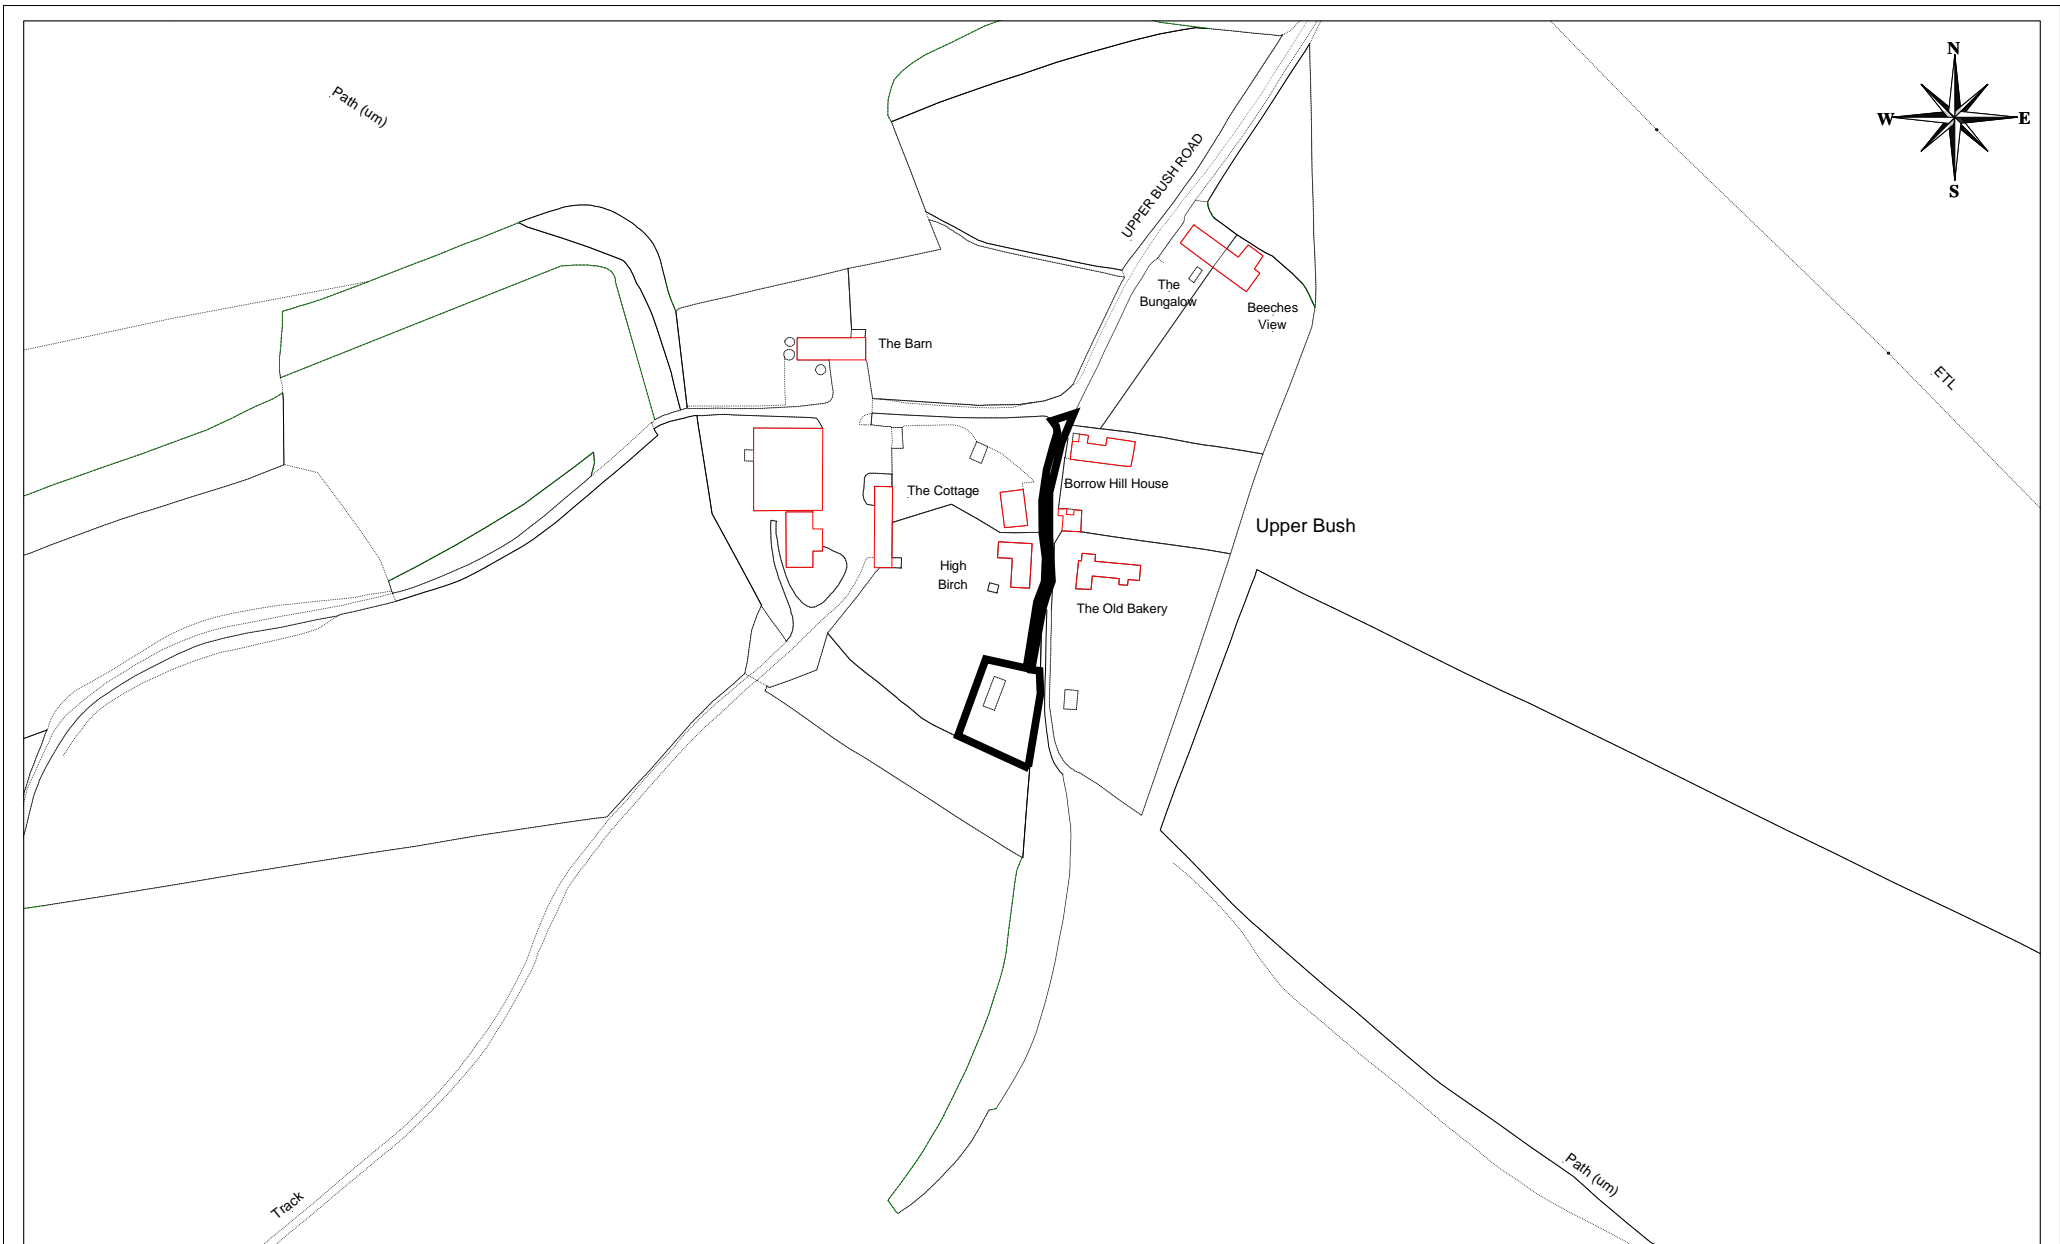 N
Path (um)
W
E
UPPER BUSH ROAD
S
The
Bungalow
Beeches
View
The Barn
ETL
Borrow Hill House
The Cottage
Upper Bush
High
Birch
The Old Bakery
Path (um)
Track